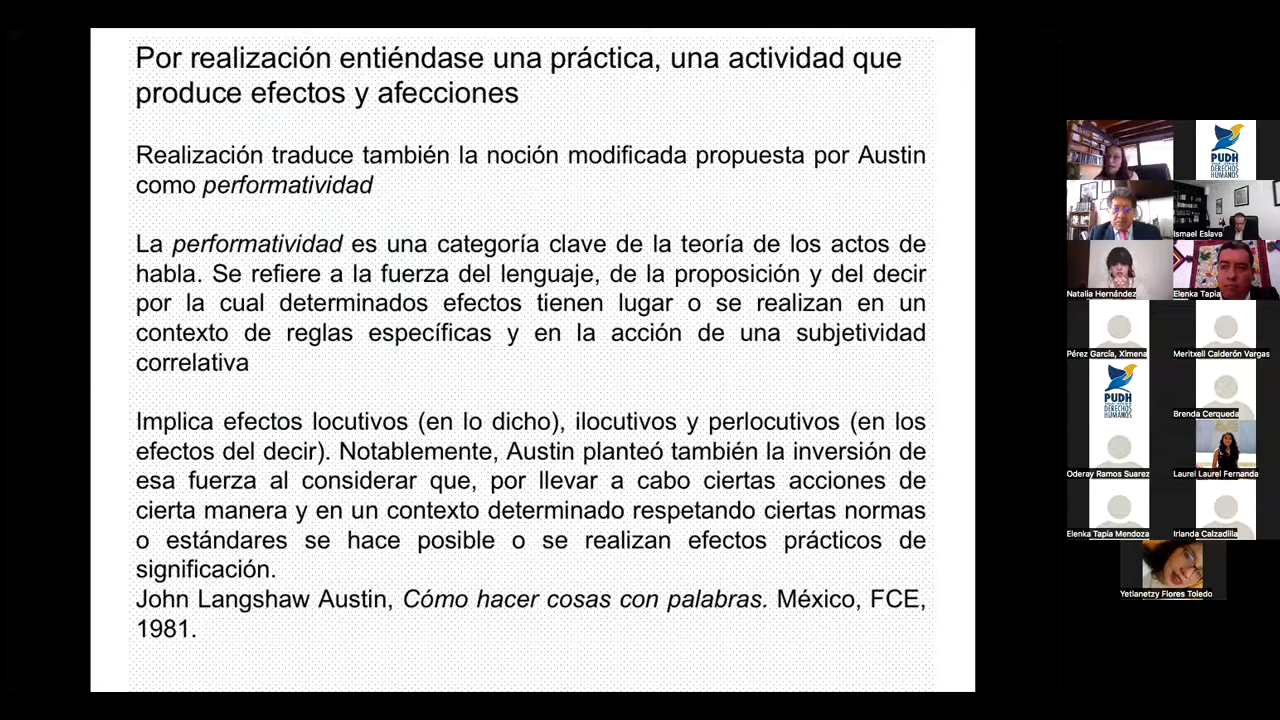 Por realización entiéndase una práctica, una actividad que
produce efectos y afecciones
Realización traduce también la noción modificada propuesta por Austin
como performatividad
La performatividad es una categoría clave de la teoría de los actos de
habla. Se refiere a la fuerza del lenguaje, de la proposición y del decir
por la cual determinados efectos tienen lugar o se realizan en un
contexto de reglas específicas y en la acción de una subjetividad
correlativa
Implica efectos locutivos (en lo dicho), ilocutivos y perlocutivos (en los
efectos del decir). Notablemente, Austin planteó también la inversión de
esa fuerza al considerar que, por llevar a cabo ciertas acciones de
cierta manera y en un contexto determinado respetando ciertas normas
o estándares se hace posible o se realizan efectos prácticos de
significación.
John Langshaw Austin, Cómo hacer cosas con palabras. México, FCE,
1981.
PUDH
DERECHOS
HUMANOS
Ismael Eslava
Natalia Hernández
Elenka Tapia
Pérez García, Ximena
Meritxell Calderón Vargas
PUDH
DERECHOS
HUMANOS
Brenda Cerqueda
Oderay Ramos Suarez
Laurel Laurel Fernanda
Elenka Tapia Mendoza
Irlanda Calzadilla
Yetlanetzy Flores Toledo